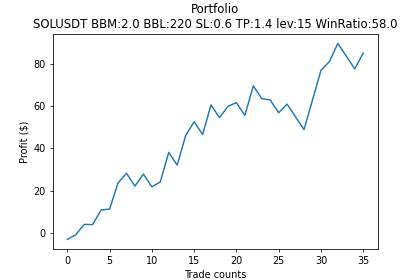 Portfolio
SOLUSDT BBM:2.0 BBL:220 SL:0.6 TP:1.4 lev:15 WinRatio:58.0
80
60
40
20
0
Profit ($)
0 5 10 15 20 25 30 35
Trade counts